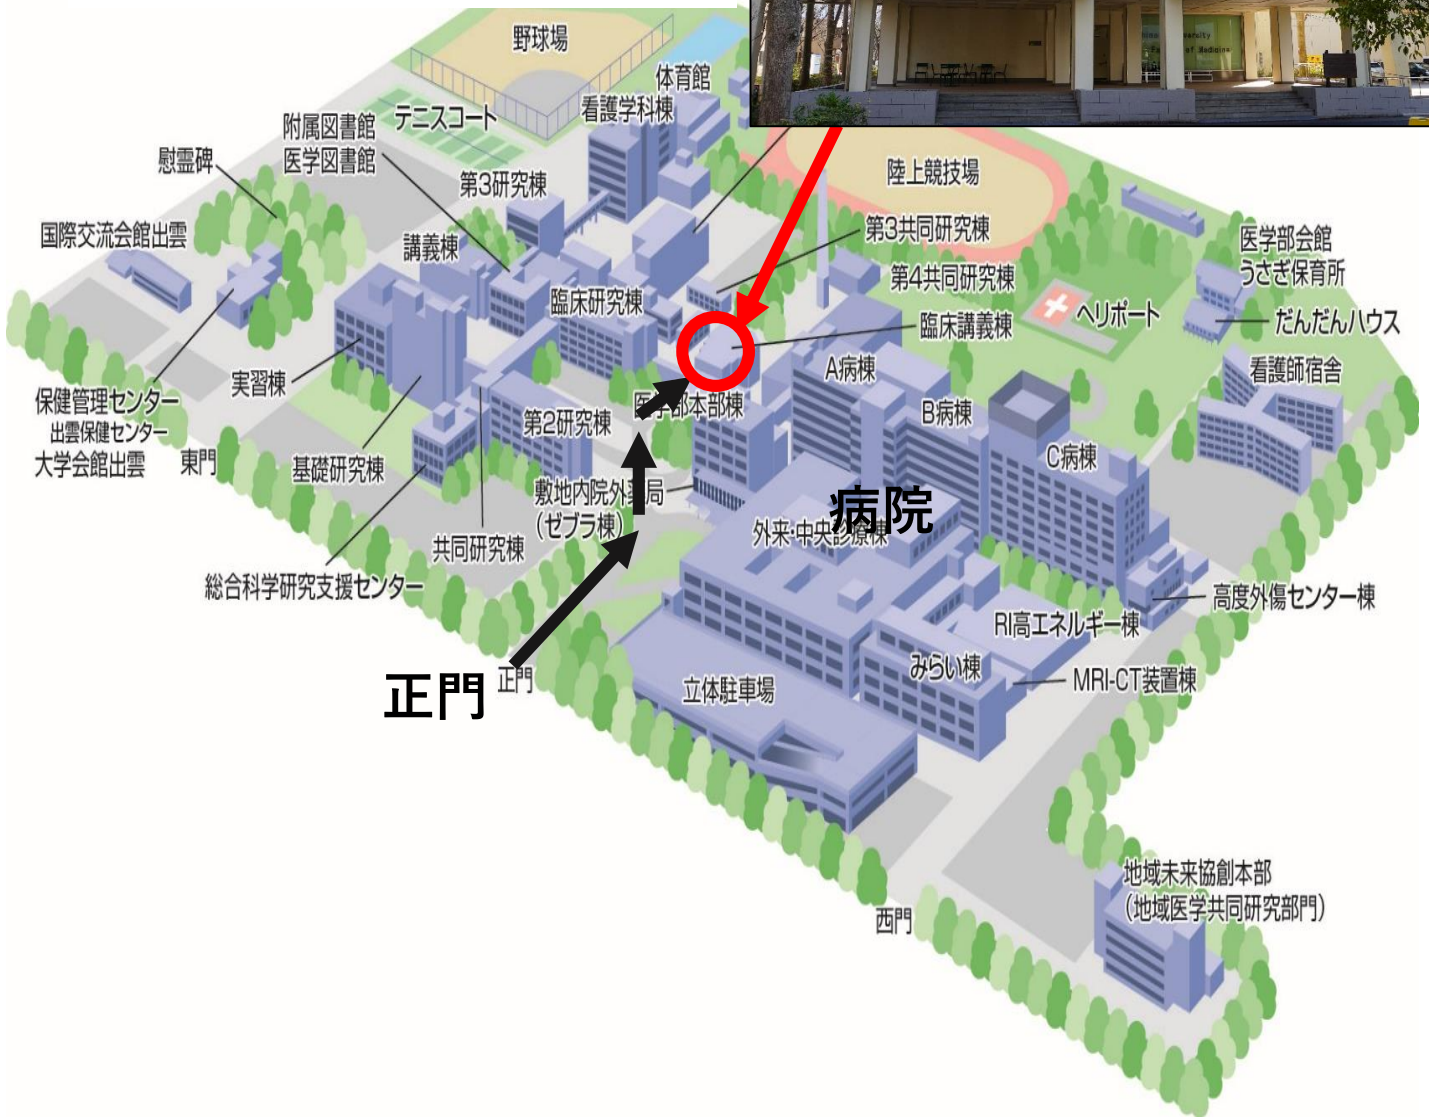 野球場
体育館
看護学科棟
テニスコート
附属図書館
医学図書館
慰霊碑
第3研究棟
陸上競技場
国際交流会館出雲
講義棟
第3共同研究棟
医学部会館
うさぎ保育所
第4共同研究棟
臨床研究棟
ヘリポート
臨床講義棟
だんだんハウス
A病棟
看護師宿舎
実習棟
保健管理センター
出雲保健センター
大学会館出雲
医学部本部棟
B病棟
第2研究棟
東門
基礎研究棟
C病棟
敷地内院外薬局
(ゼブラ棟)
病院
外来・中央診療棟
共同研究棟
総合科学研究支援センター
高度外傷センター棟
RI高エネルギー棟
みらい棟
正門
正門
MRI-CT装置棟
立体駐車場
地域未来協創本部
(地域医学共同研究部門)
西門